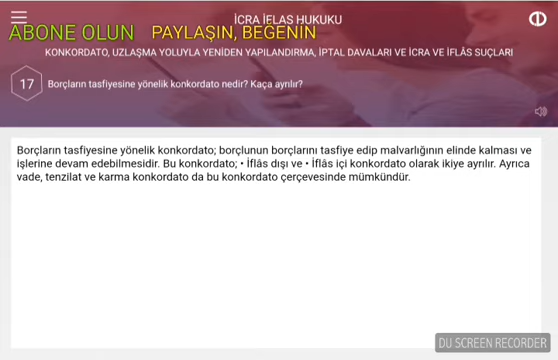 İCRA İFLAS HUKUKU
ABONE OLUN PAYLAŞIN, BEĞENİN
KONKORDATO, UZLAŞMA YOLUYLA YENİDEN YAPILANDIRMA, İPTAL DAVALARI VE İCRA VE İFLÂS SUÇLARI
17 Borçların tasfiyesine yönelik konkordato nedir? Kaça ayrılır?
Borçların tasfiyesine yönelik konkordato; borçlunun borçlarını tasfiye edip malvarlığının elinde kalması ve
işlerine devam edebilmesidir. Bu konkordato; • İflâs dışı ve • İflâs içi konkordato olarak ikiye ayrılır. Ayrıca
vade, tenzilat ve karma konkordato da bu konkordato çerçevesinde mümkündür.
DU SCREEN RECORDER